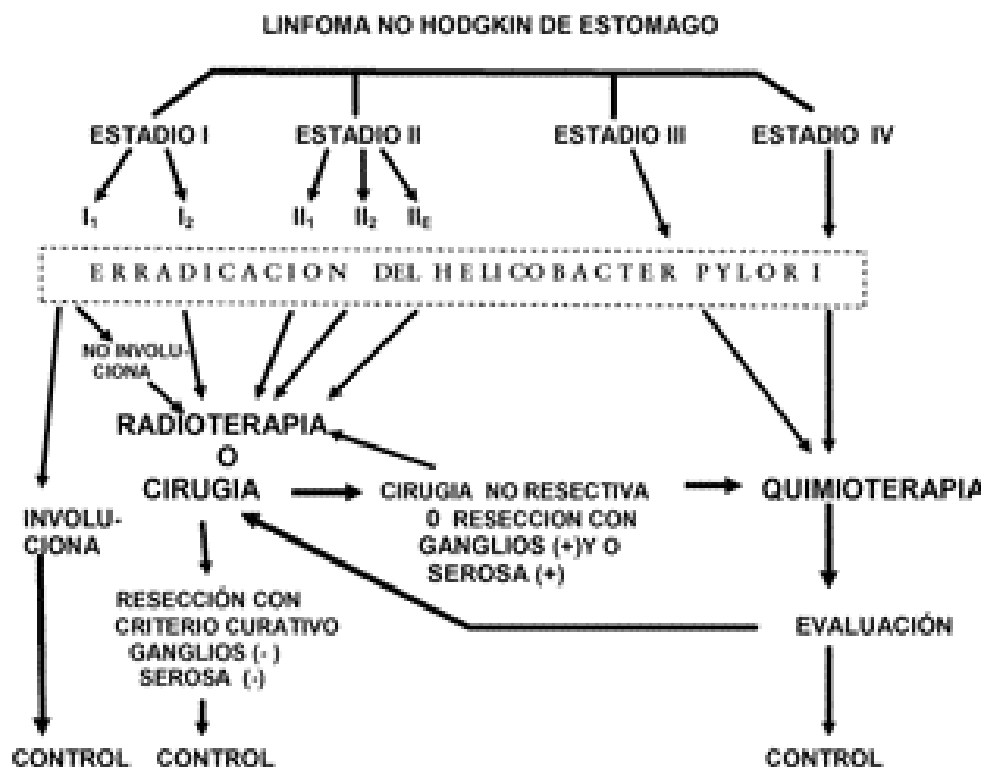 LINFOMA NO HODGKIN DE ESTOMAGO
ESTADIO I ESTADIO II ESTADIO III ESTADIO IV
I₁ I₂ II₁ II₂ II_E
ERRADICACION DEL HELICOBACTER PYLORI
NO INVOLU-
CIONA
RADIOTERAPIA
O
CIRUGIA
CIRUGIA NO RESECTIVA
0 RESECCION CON
GANGLIOS (+)Y O
SEROSA (+)
QUIMIOTERAPIA
INVOLU-
CIONA
RESECCIÓN CON
CRITERIO CURATIVO
GANGLIOS (-)
SEROSA (-)
EVALUACIÓN
CONTROL CONTROL CONTROL